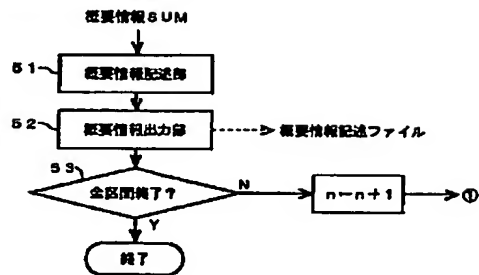 概要情報SUM
51
概要情報記述部
52
概要情報出力部
概要情報記述ファイル
53
全区間終了?
N
n←n+1
①
Y
終了